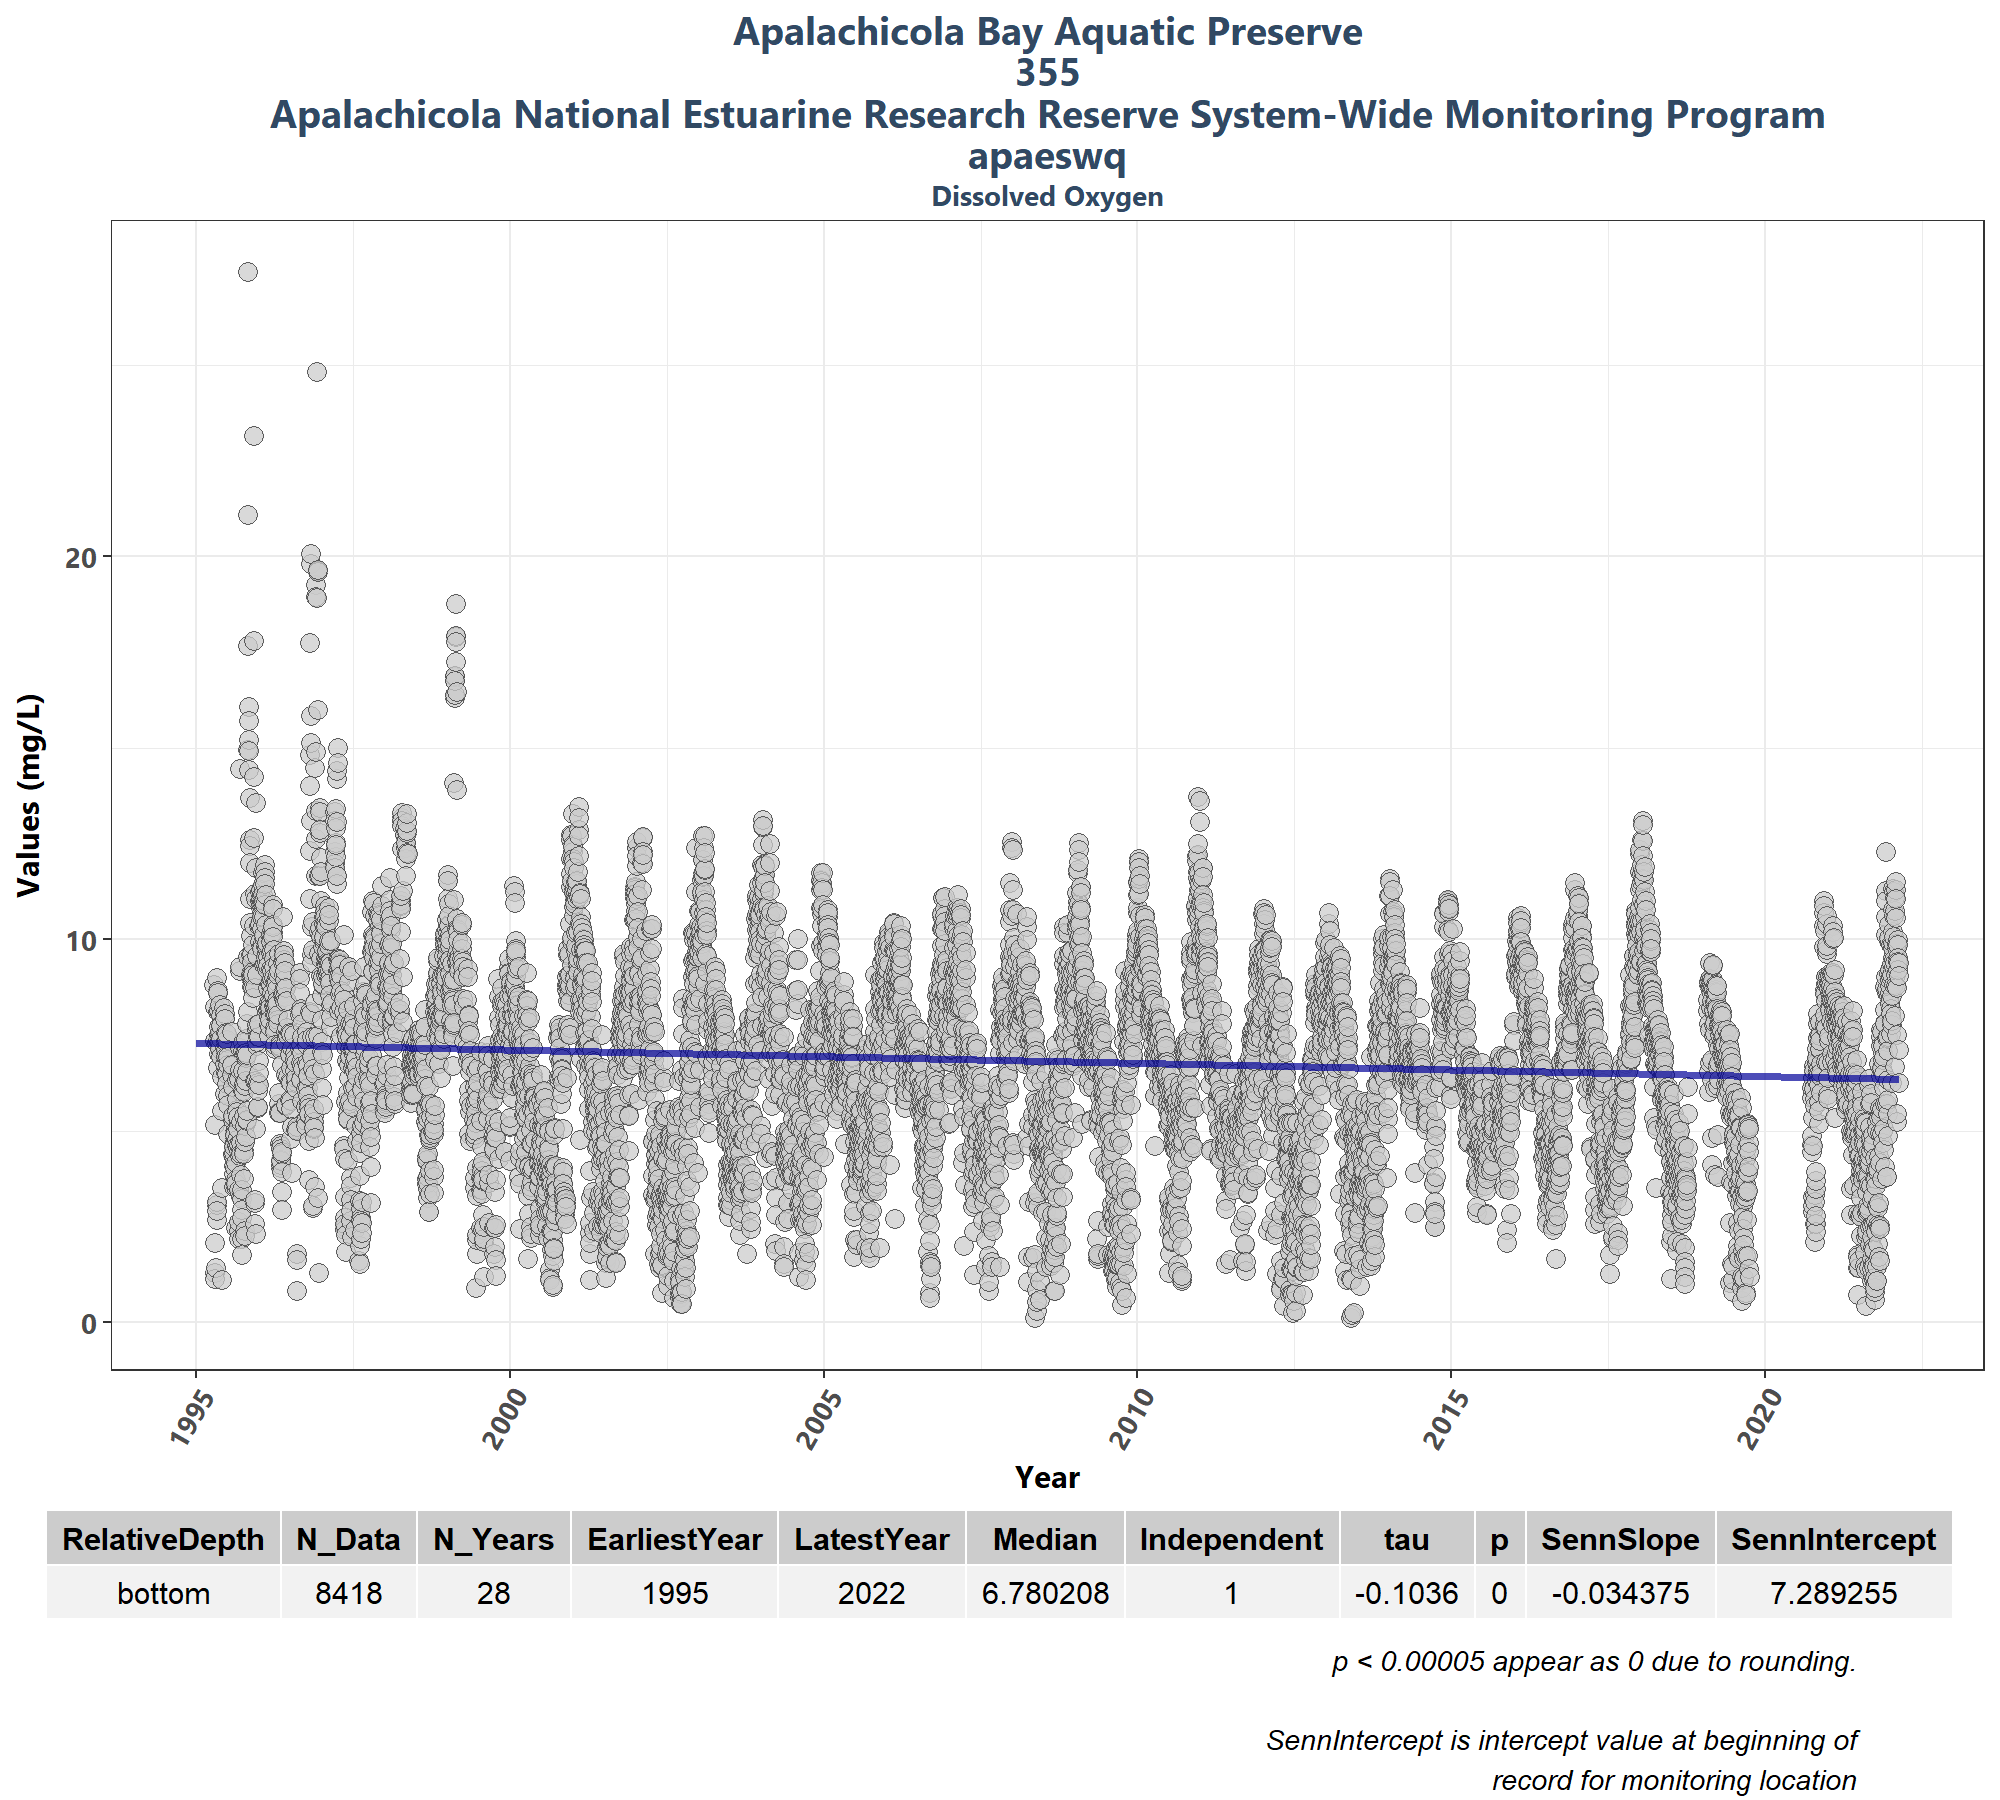 Apalachicola Bay Aquatic Preserve
355
Apalachicola National Estuarine Research Reserve System-Wide Monitoring Program
apaeswq
Dissolved Oxygen
Values (mg/L)
20
10
0
1995 2000 2005 2010 2015 2020
Year
RelativeDepth N_Data N_Years EarliestYear LatestYear Median Independent tau p SennSlope SennIntercept
bottom 8418 28 1995 2022 6.780208 1 -0.1036 0 -0.034375 7.289255
p < 0.00005 appear as 0 due to rounding.
SennIntercept is intercept value at beginning of
record for monitoring location